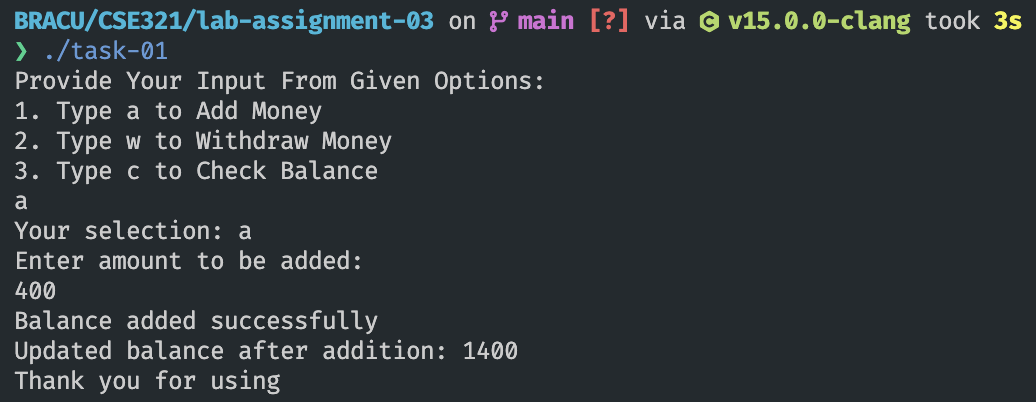 BRACU/CSE321/lab-assignment-03 on main [?] via C v15.0.0-clang took 3s
❯ ./task-01
Provide Your Input From Given Options:
1. Type a to Add Money
2. Type w to Withdraw Money
3. Type c to Check Balance
a
Your selection: a
Enter amount to be added:
400
Balance added successfully
Updated balance after addition: 1400
Thank you for using